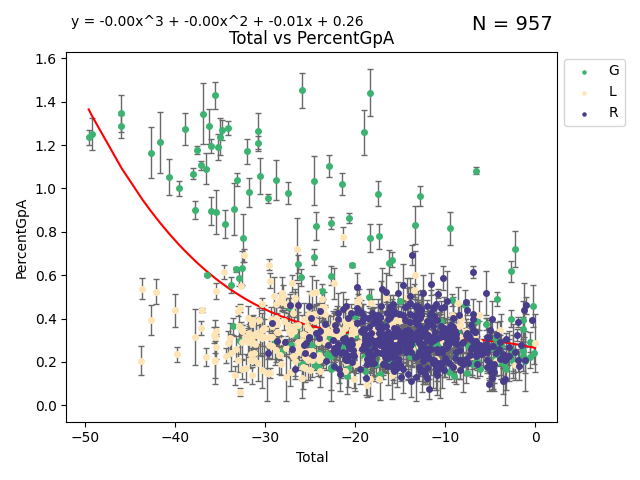 y = -0.00x^3 + -0.00x^2 + -0.01x + 0.26
N = 957
Total vs PercentGpA
G
L
R
1.6
1.4
1.2
1.0
0.8
0.6
0.4
0.2
0.0
PercentGpA
−50
−40
−30
−20
−10
0
Total